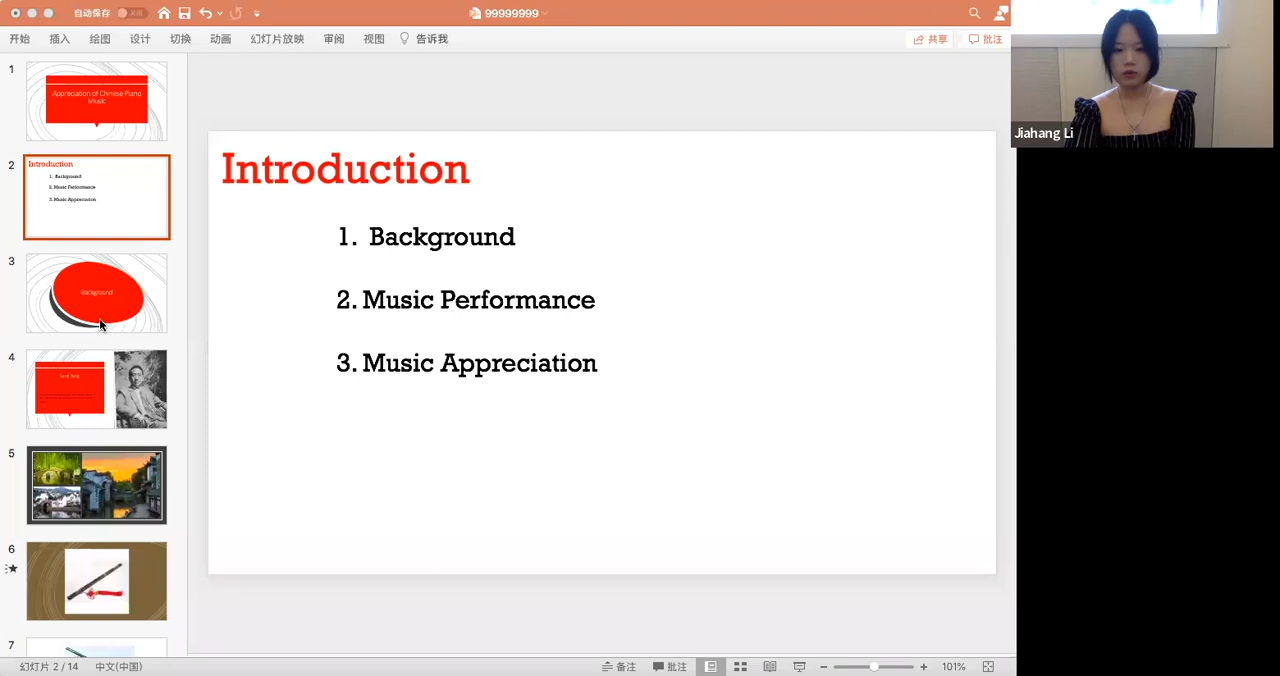 自动保存 关闭
99999999
开始 插入 绘图 设计 切换 动画 幻灯片放映 审阅 视图 告诉我
共享 批注
1
Appreciation of Chinese Piano
Music
2
Introduction
1. Background
2. Music Performance
3. Music Appreciation
3
Background
4
5
6
7
Introduction
1. Background
2. Music Performance
3. Music Appreciation
Jiahang Li
幻灯片 2 / 14 中文(中国)
备注 批注 101%